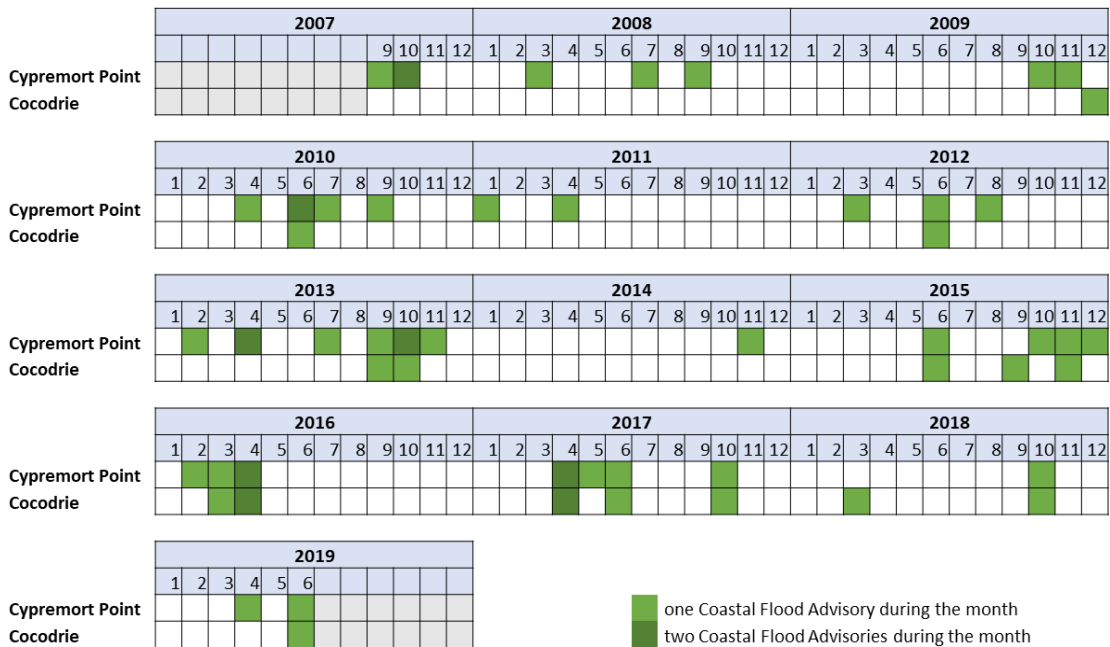 2007 2008 2009
9 10 11 12 1 2 3 4 5 6 7 8 9 10 11 12 1 2 3 4 5 6 7 8 9 10 11 12
Cypremort Point
Cocodrie
2010 2011 2012
1 2 3 4 5 6 7 8 9 10 11 12 1 2 3 4 5 6 7 8 9 10 11 12 1 2 3 4 5 6 7 8 9 10 11 12
Cypremort Point
Cocodrie
2013 2014 2015
1 2 3 4 5 6 7 8 9 10 11 12 1 2 3 4 5 6 7 8 9 10 11 12 1 2 3 4 5 6 7 8 9 10 11 12
Cypremort Point
Cocodrie
2016 2017 2018
1 2 3 4 5 6 7 8 9 10 11 12 1 2 3 4 5 6 7 8 9 10 11 12 1 2 3 4 5 6 7 8 9 10 11 12
Cypremort Point
Cocodrie
2019
1 2 3 4 5 6
Cypremort Point
Cocodrie
one Coastal Flood Advisory during the month
two Coastal Flood Advisories during the month